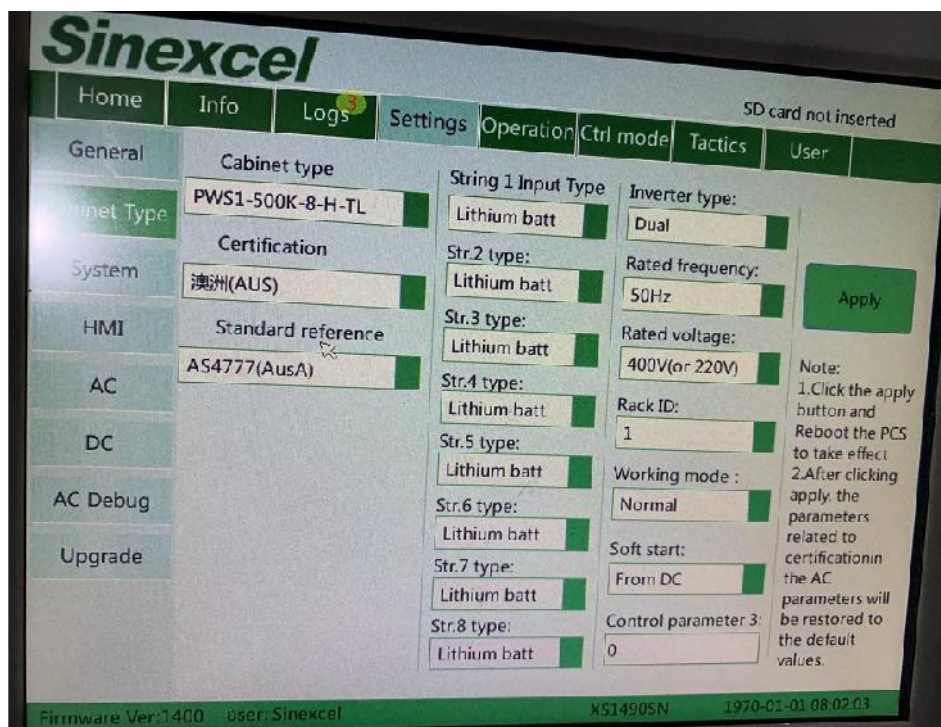 Sinexcel
SD card not inserted
Home
Info
Logs
3
Settings
Operation
Ctrl mode
Tactics
User
General
Type
System
HMI
AC
DC
AC Debug
Upgrade
Cabinet type
PWS1-500K-8-H-TL
Certification
澳洲(AUS)
Standard reference
AS4777(AusA)
String 1 Input Type
Lithium batt
Str.2 type:
Lithium batt
Str.3 type:
Lithium batt
Str.4 type:
Lithium batt
Str.5 type:
Lithium batt
Str.6 type:
Lithium batt
Str.7 type:
Lithium batt
Str.8 type:
Lithium batt
Inverter type:
Dual
Rated frequency:
50Hz
Rated voltage:
400V(or 220V)
Rack ID:
1
Working mode :
Normal
Soft start:
From DC
Control parameter 3:
0
Apply
Note:
1.Click the apply
button and
Reboot the PCS
to take effect
2.After clicking
apply, the
parameters
related to
certificationin
the AC
parameters will
be restored to
the default
values.
Firmware Ver:1400 user: Sinexcel
XS14905N
1970-01-01 08:02:03